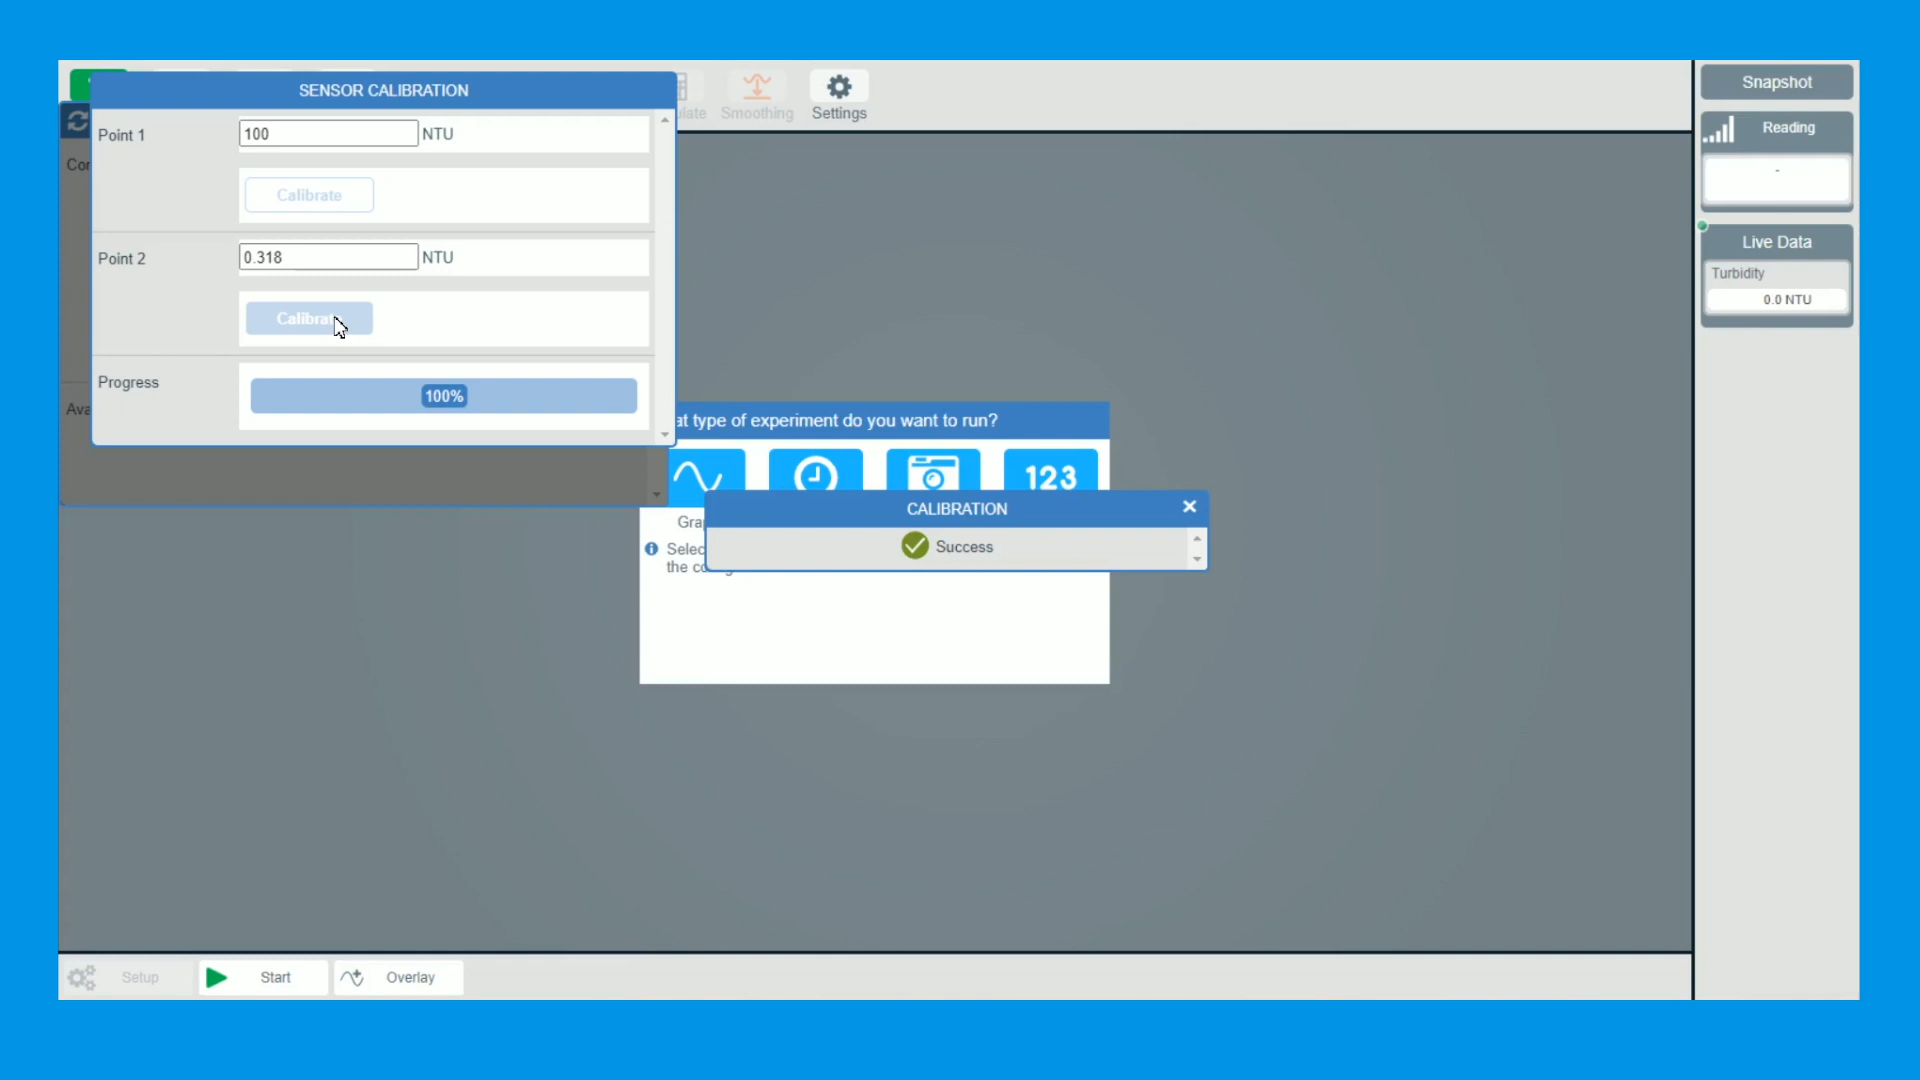 SENSOR CALIBRATION
Point 1
100
NTU
Calibrate
Point 2
0.318
NTU
Progress
100%
Smoothing
Settings
Snapshot
Reading
-
Live Data
Turbidity
0.0 NTU
type of experiment do you want to run?
123
CALIBRATION
Success
Setup
Start
Overlay